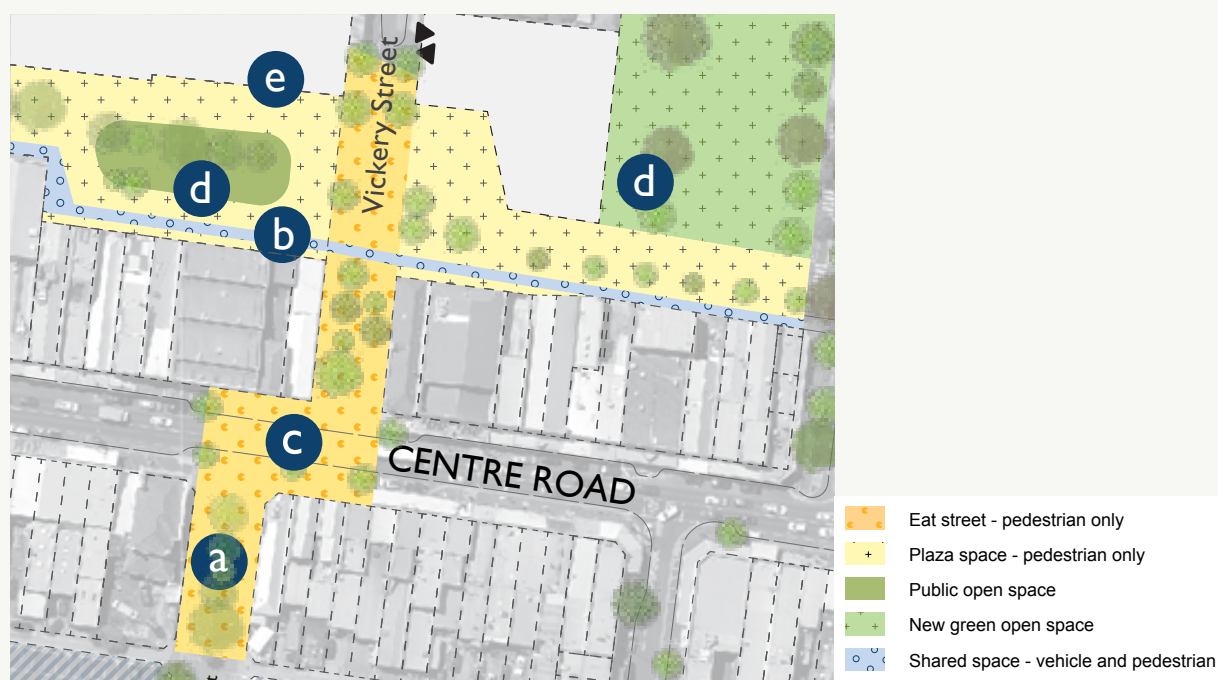 e
Vickery Street
d
d
b
c
CENTRE ROAD
a
Eat street - pedestrian only
Plaza space - pedestrian only
Public open space
New green open space
Shared space - vehicle and pedestrian